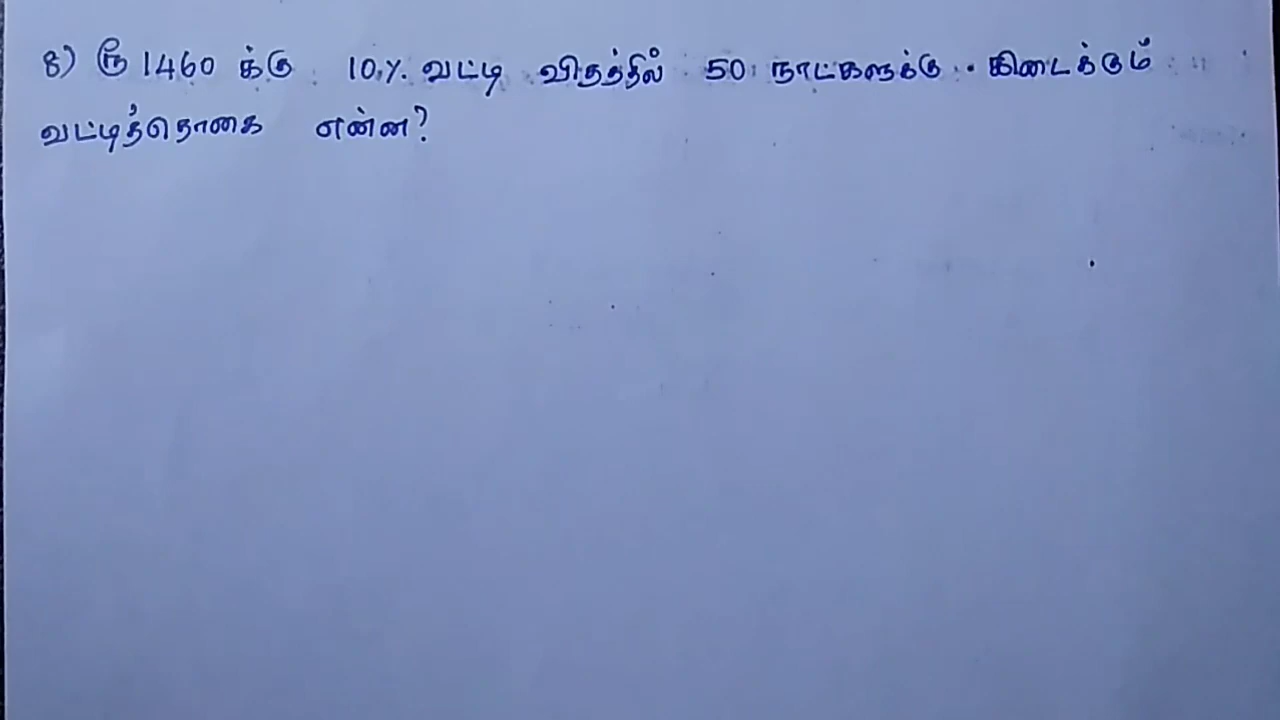 8) ரூ 1460 க்கு 10.%. வட்டி விதத்தில் 50 நாட்களுக்கு . கிடைக்கும்
வட்டித்தொகை என்ன?